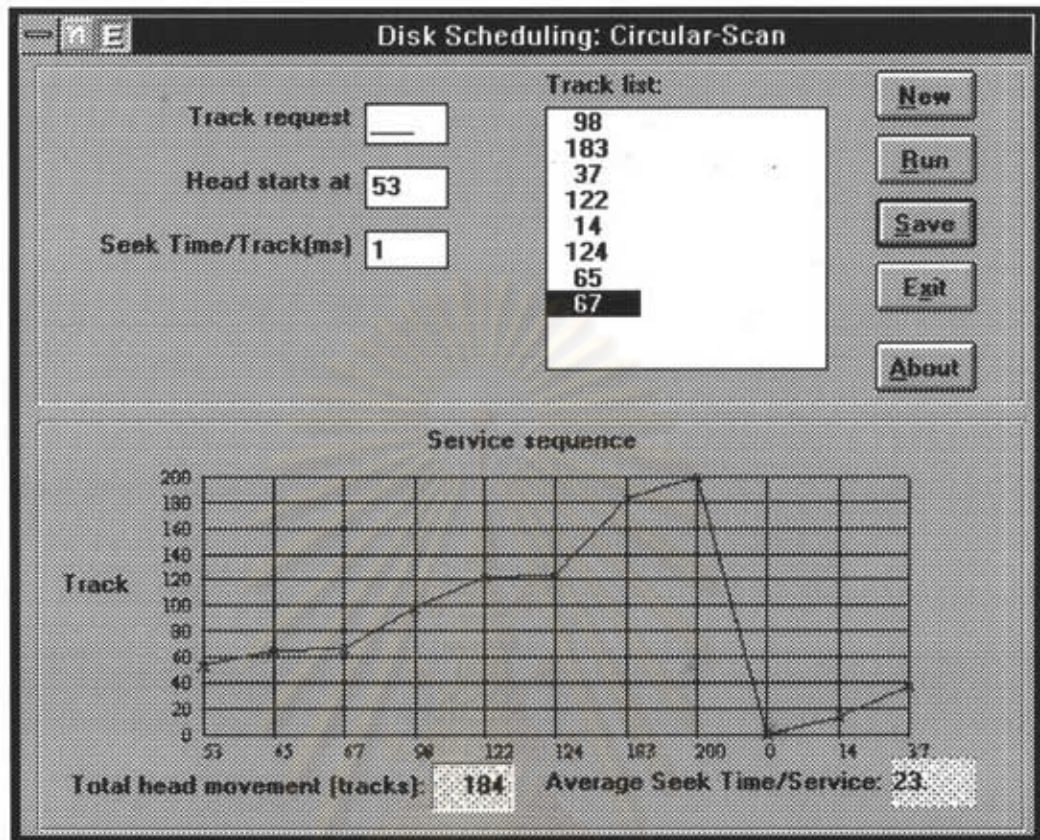 Disk Scheduling: Circular-Scan
Track request ___
Head starts at 53
Seek Time/Track(ms) 1
Track list:
98
183
37
122
14
124
65
67
New
Run
Save
Exit
About
Service sequence
Track
200
180
160
140
120
100
80
60
40
20
0
53 65 67 98 122 124 183 200 0 14 37
Total head movement (tracks): 184
Average Seek Time/Service: 23.